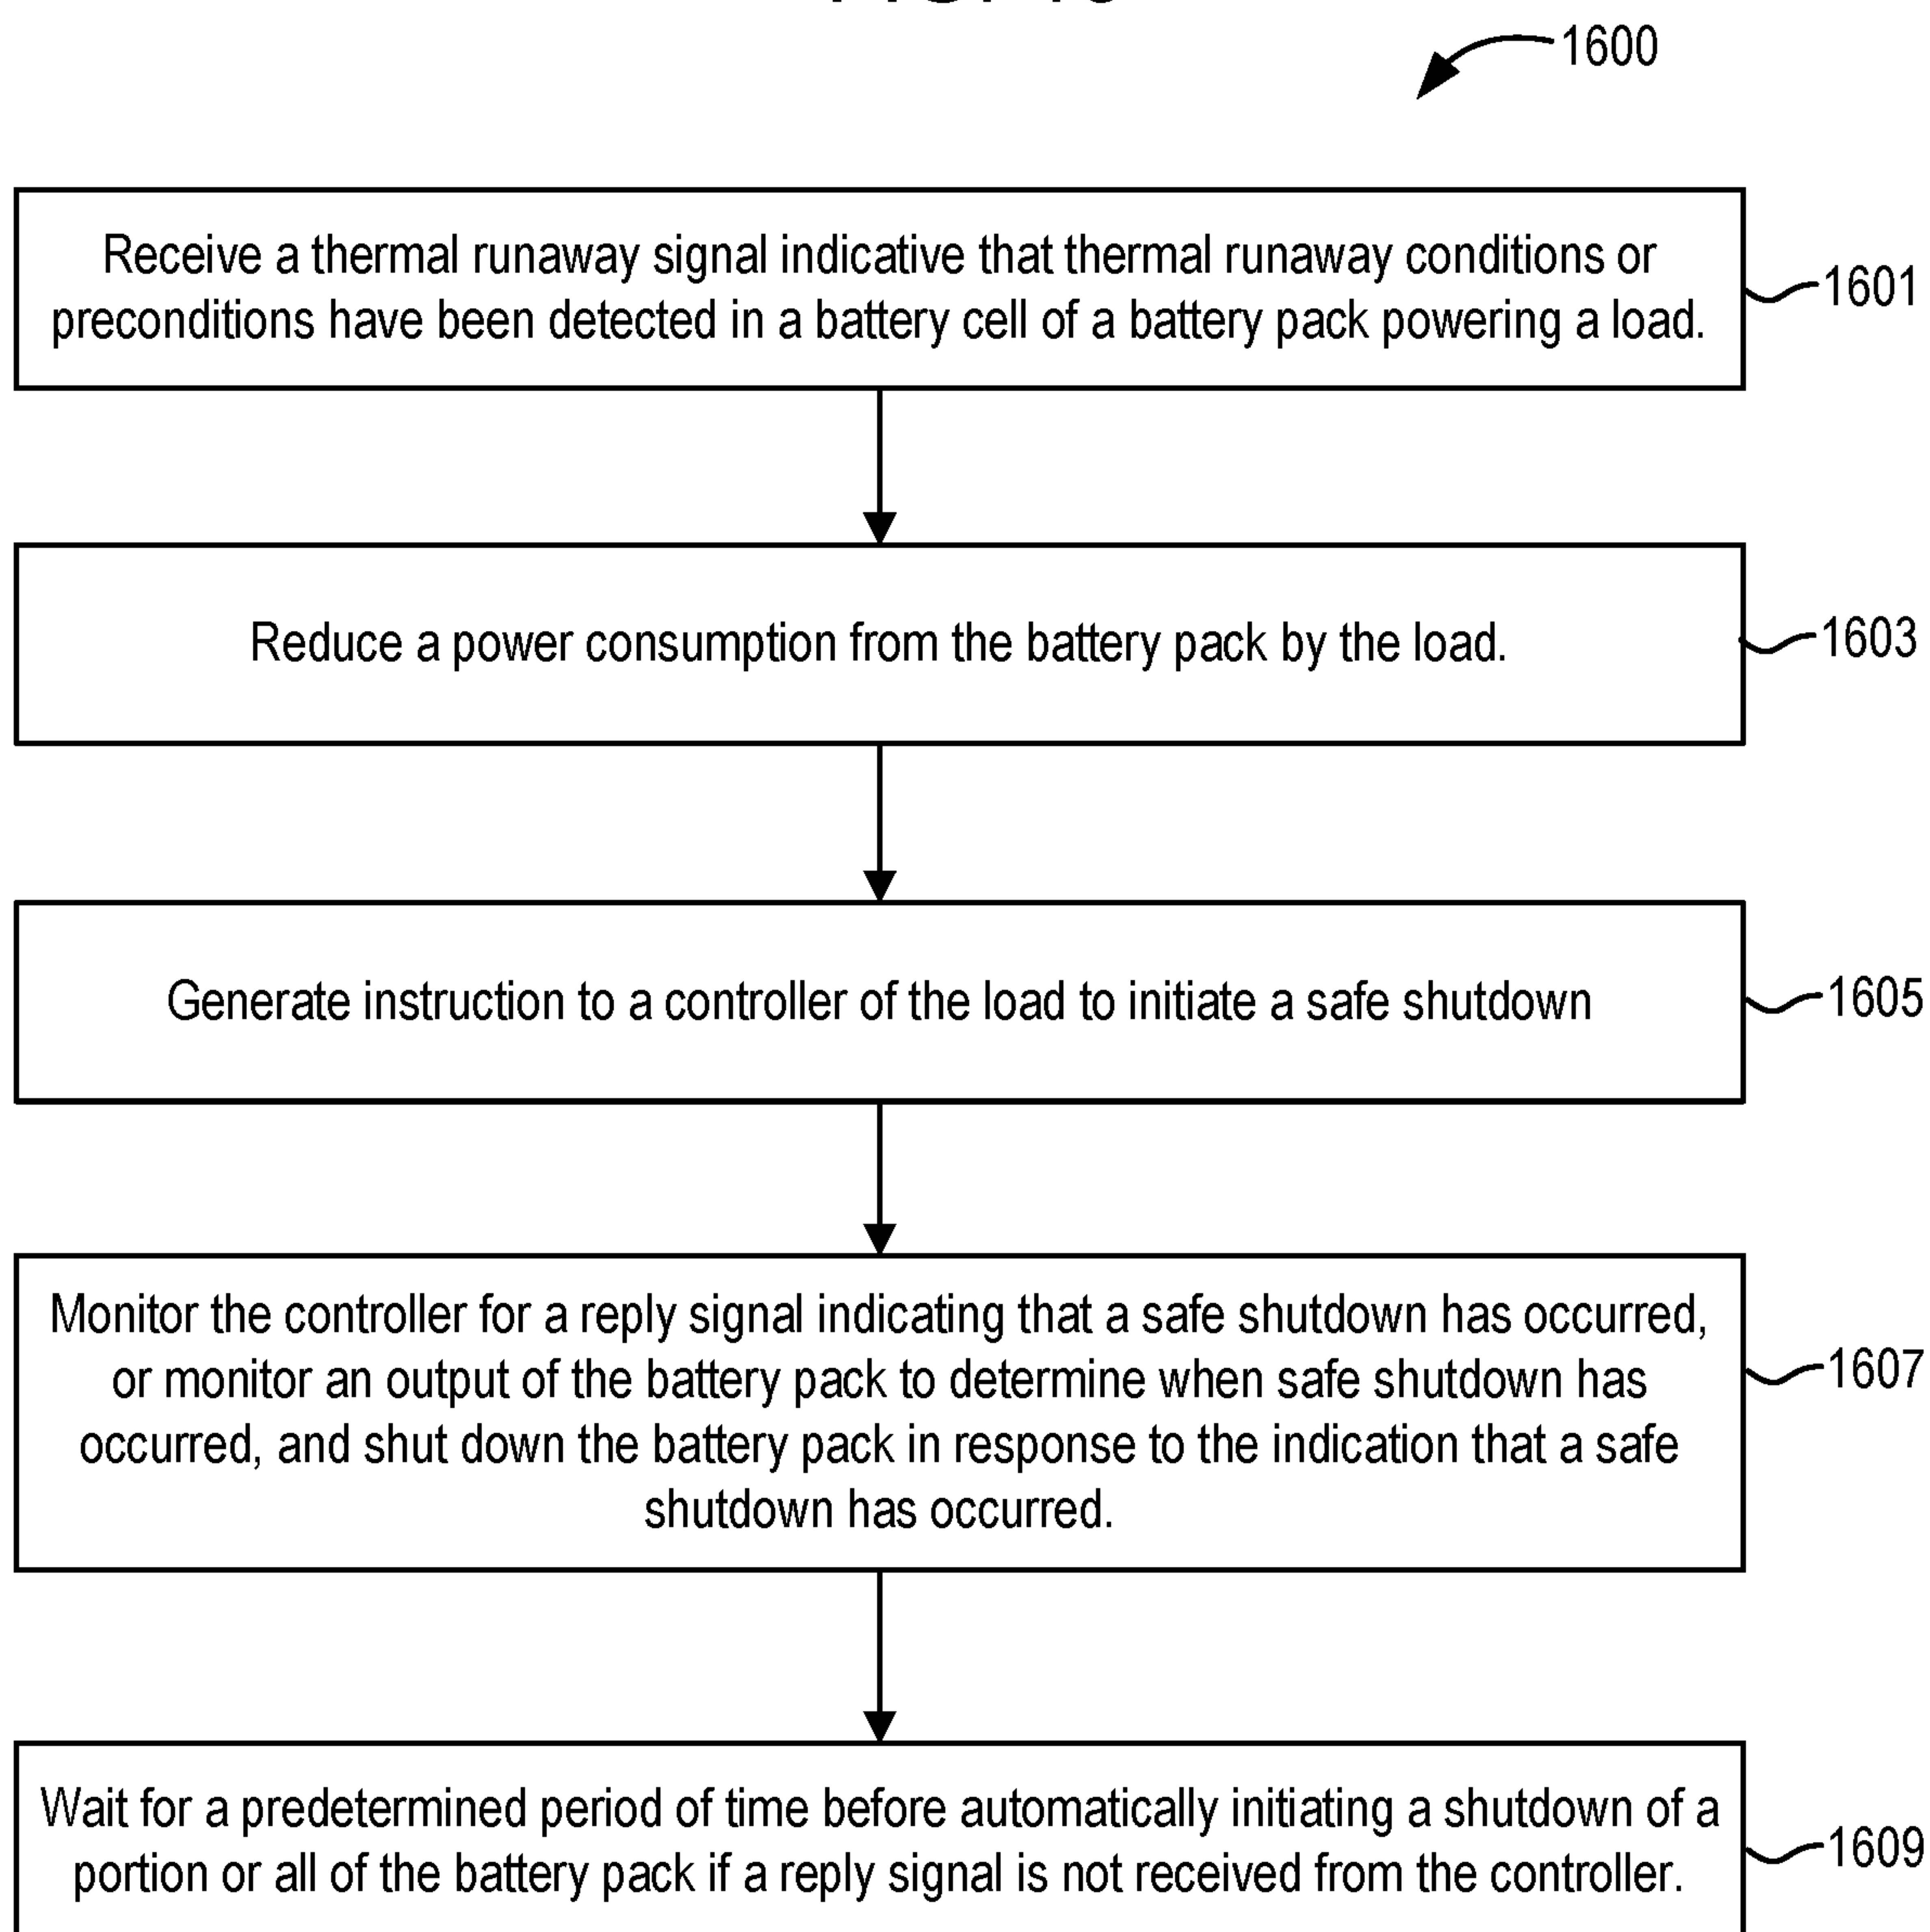 1600
Receive a thermal runaway signal indicative that thermal runaway conditions or
preconditions have been detected in a battery cell of a battery pack powering a load.
1601
Reduce a power consumption from the battery pack by the load.
1603
Generate instruction to a controller of the load to initiate a safe shutdown
1605
Monitor the controller for a reply signal indicating that a safe shutdown has occurred,
or monitor an output of the battery pack to determine when safe shutdown has
occurred, and shut down the battery pack in response to the indication that a safe
shutdown has occurred.
1607
Wait for a predetermined period of time before automatically initiating a shutdown of a
portion or all of the battery pack if a reply signal is not received from the controller.
1609